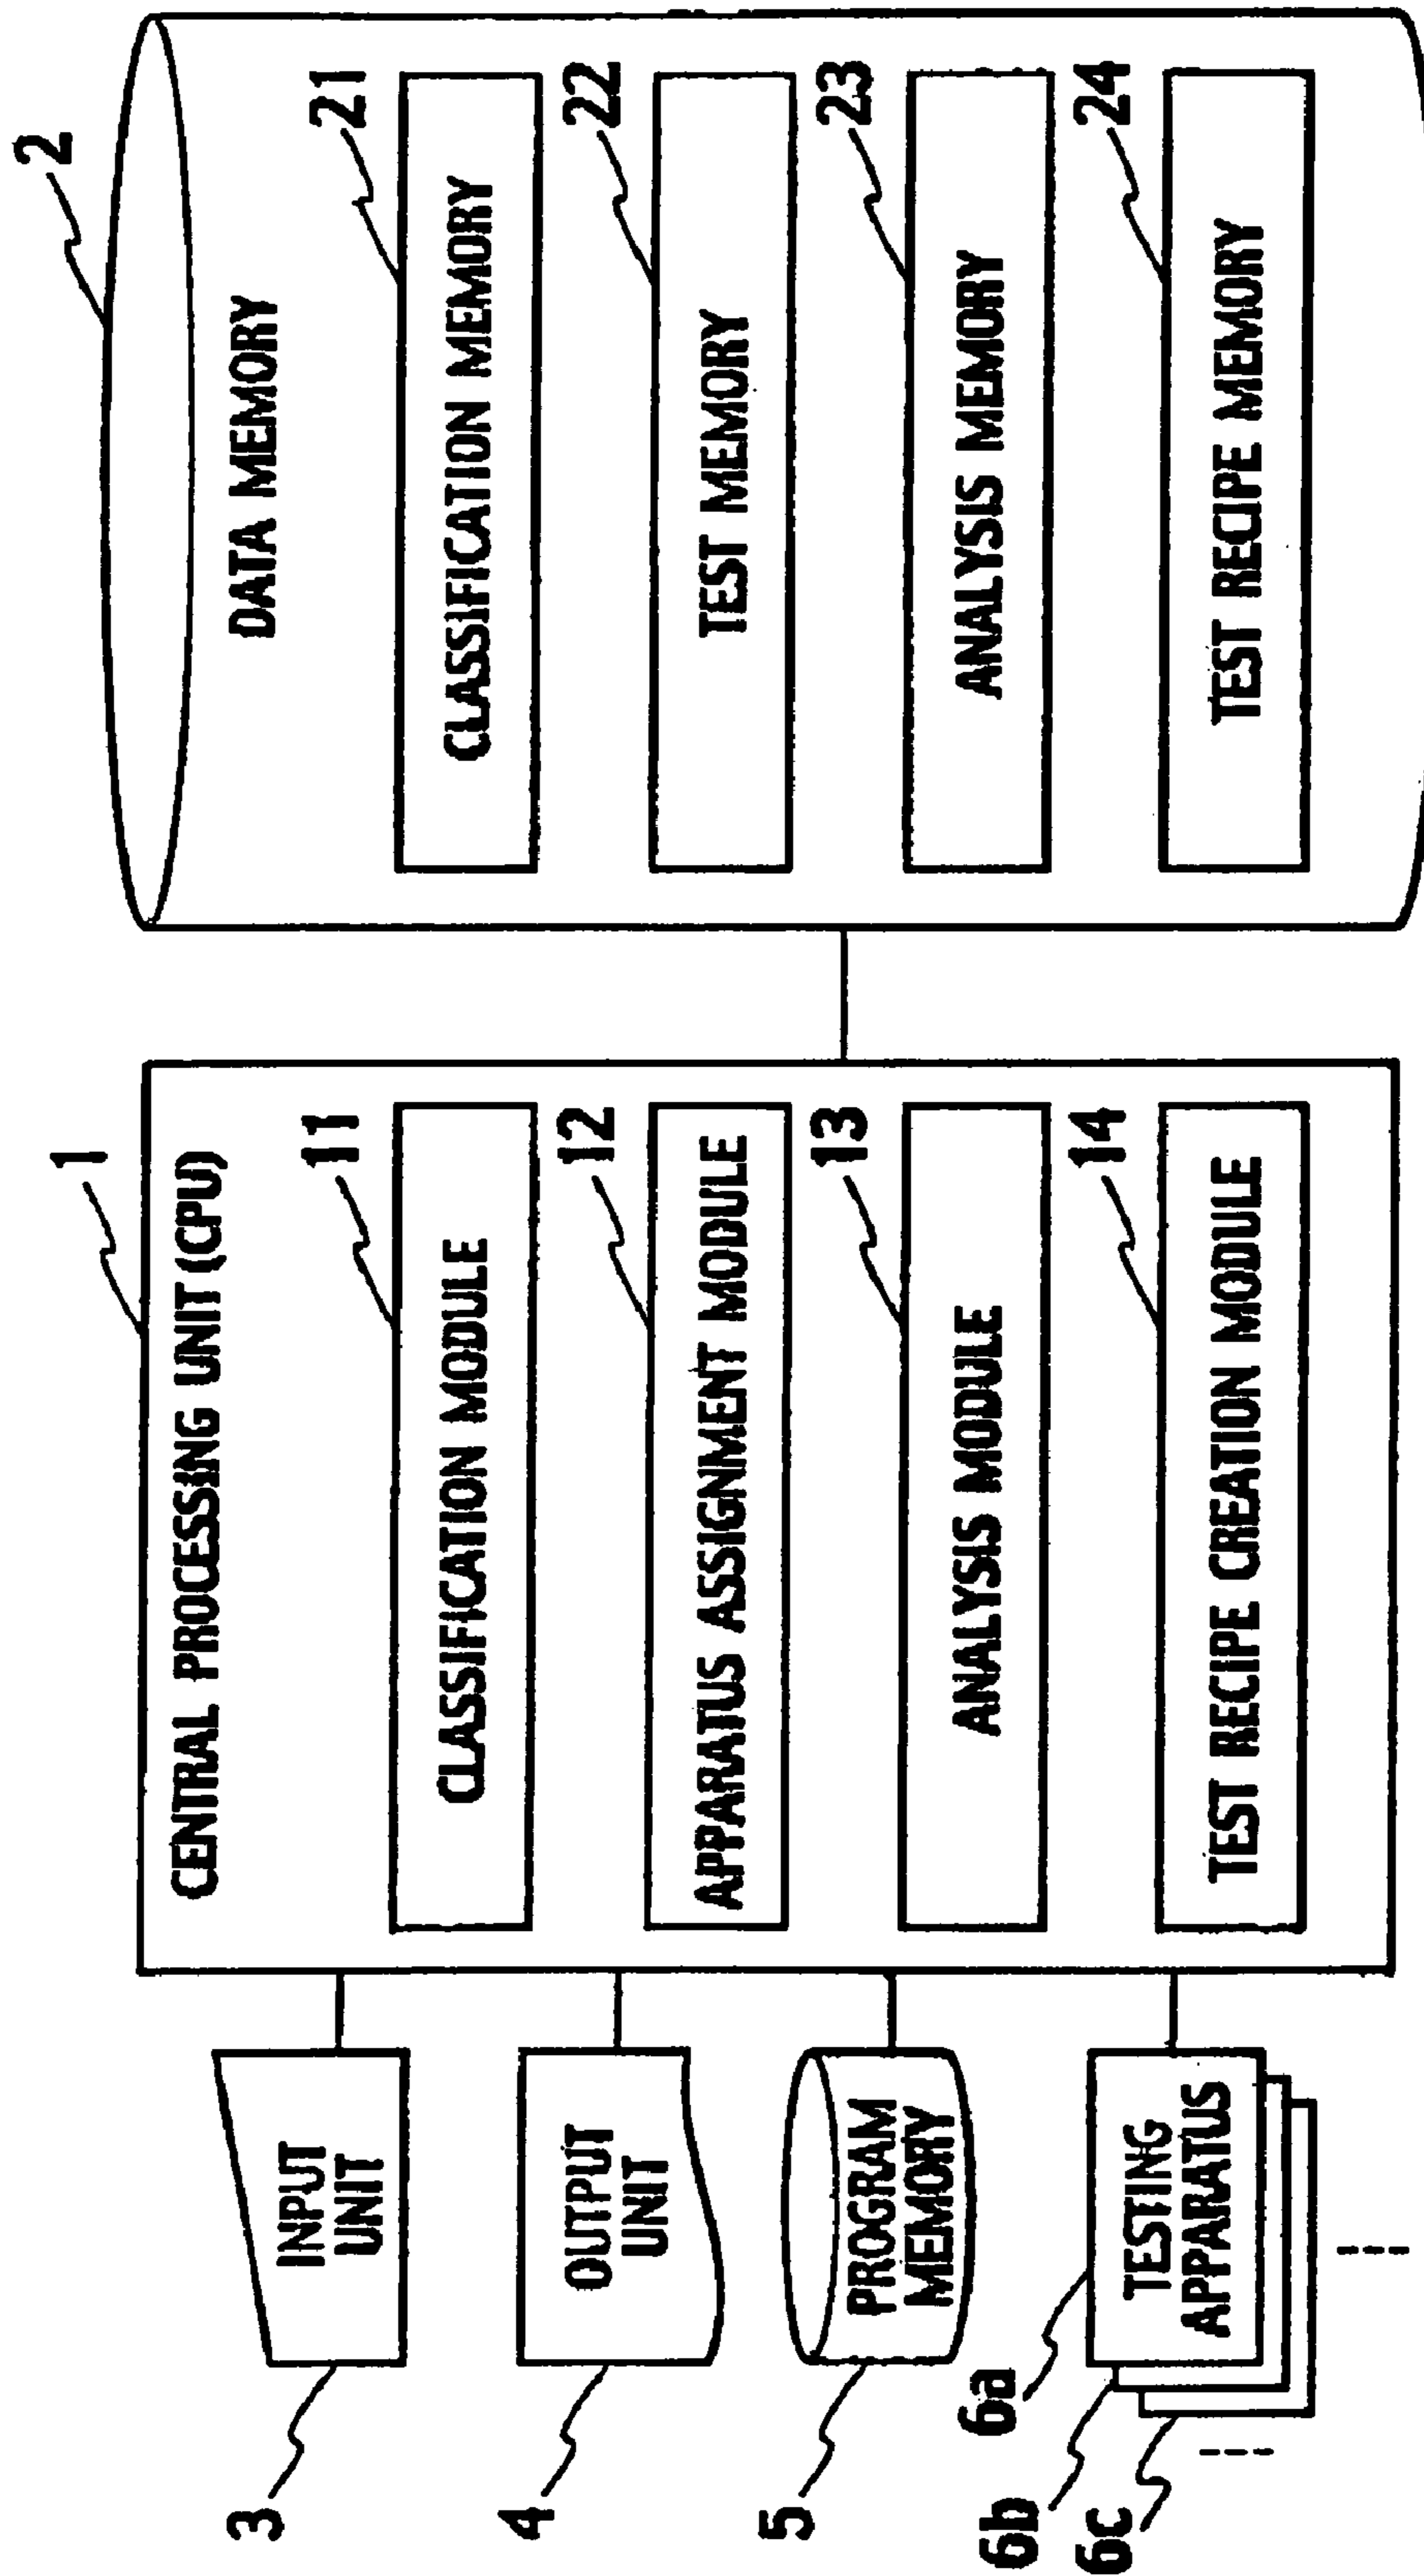 1
CENTRAL PROCESSING UNIT (CPU)
11
CLASSIFICATION MODULE
12
APPARATUS ASSIGNMENT MODULE
13
ANALYSIS MODULE
14
TEST RECIPE CREATION MODULE
2
DATA MEMORY
21
CLASSIFICATION MEMORY
22
TEST MEMORY
23
ANALYSIS MEMORY
24
TEST RECIPE MEMORY
3
INPUT
UNIT
4
OUTPUT
UNIT
5
PROGRAM
MEMORY
6a
TESTING
APPARATUS
6b
6c